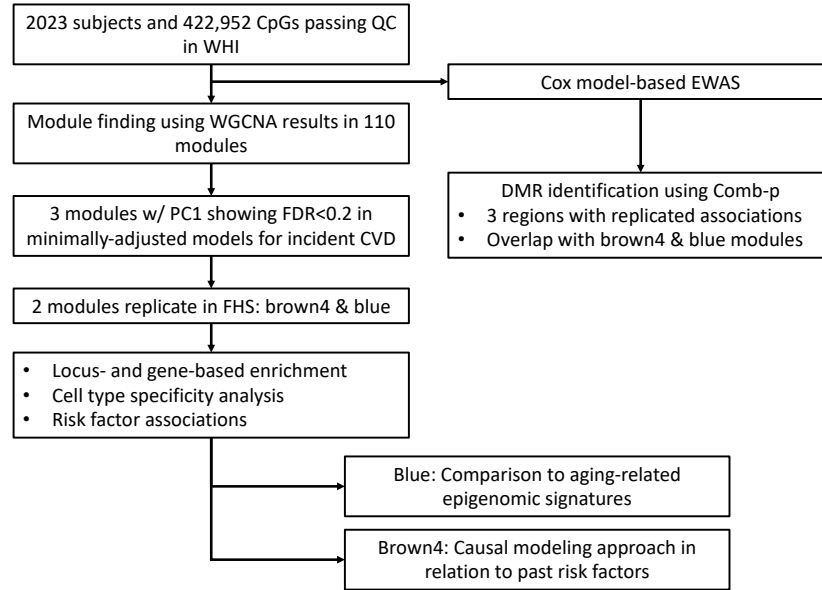 2023 subjects and 422,952 CpGs passing QC
in WHI
Cox model-based EWAS
Module finding using WGCNA results in 110
modules
DMR identification using Comb-p
• 3 regions with replicated associations
• Overlap with brown4 & blue modules
3 modules w/ PC1 showing FDR<0.2 in
minimally-adjusted models for incident CVD
2 modules replicate in FHS: brown4 & blue
• Locus- and gene-based enrichment
• Cell type specificity analysis
• Risk factor associations
Blue: Comparison to aging-related
epigenomic signatures
Brown4: Causal modeling approach in
relation to past risk factors